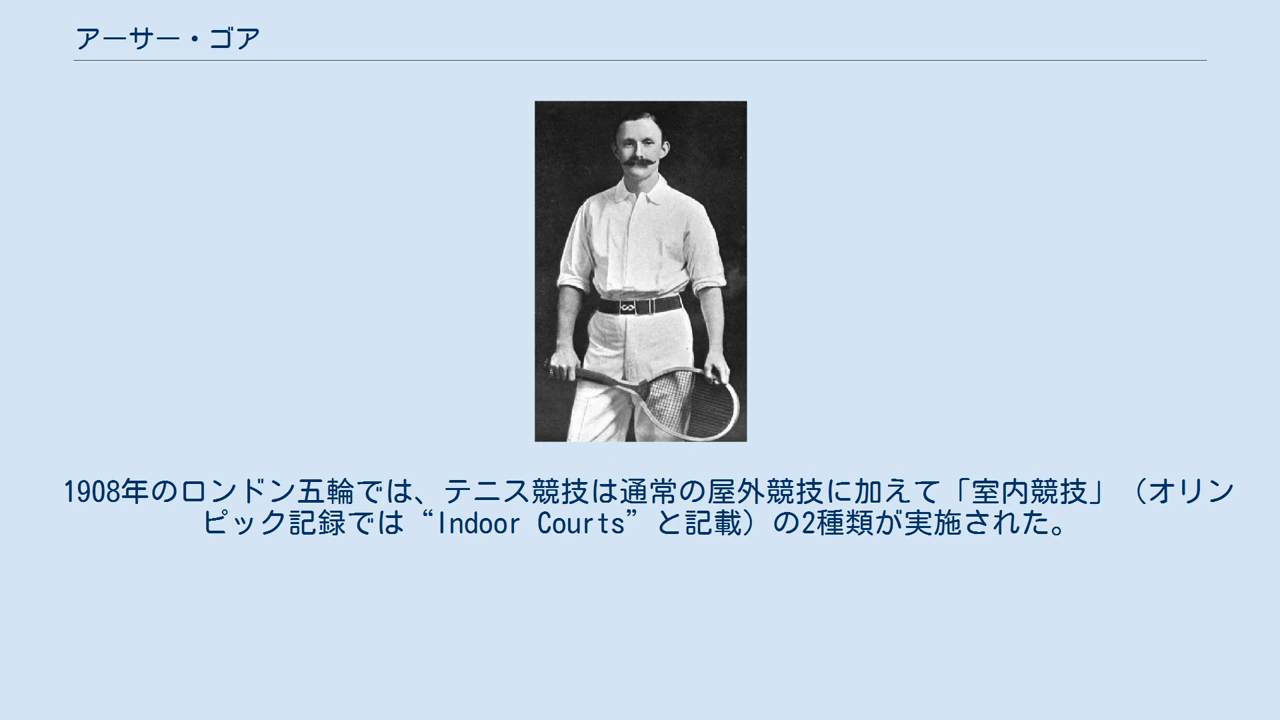 アーサー・ゴア
1908年のロンドン五輪では、テニス競技は通常の屋外競技に加えて「室内競技」（オリン
ピック記録では“Indoor Courts”と記載）の2種類が実施された。